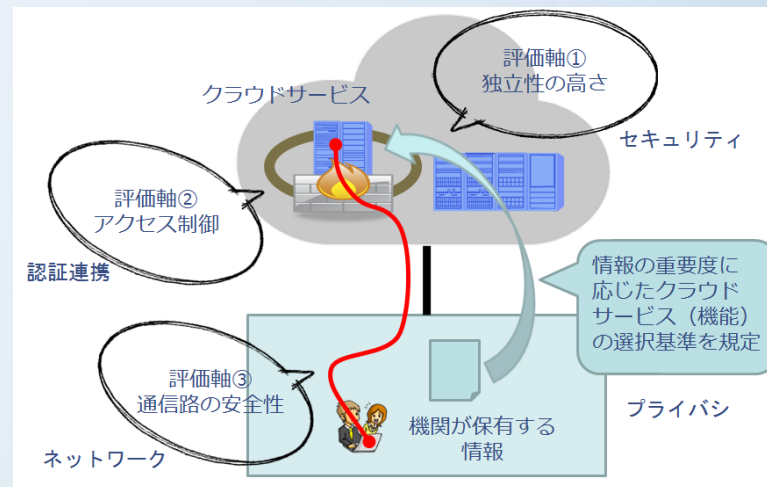 評価軸①
独立性の高さ
クラウドサービス
セキュリティ
評価軸②
アクセス制御
認証連携
情報の重要度に
応じたクラウド
サービス（機能）
の選択基準を規定
評価軸③
通信路の安全性
機関が保有する
情報
プライバシ
ネットワーク